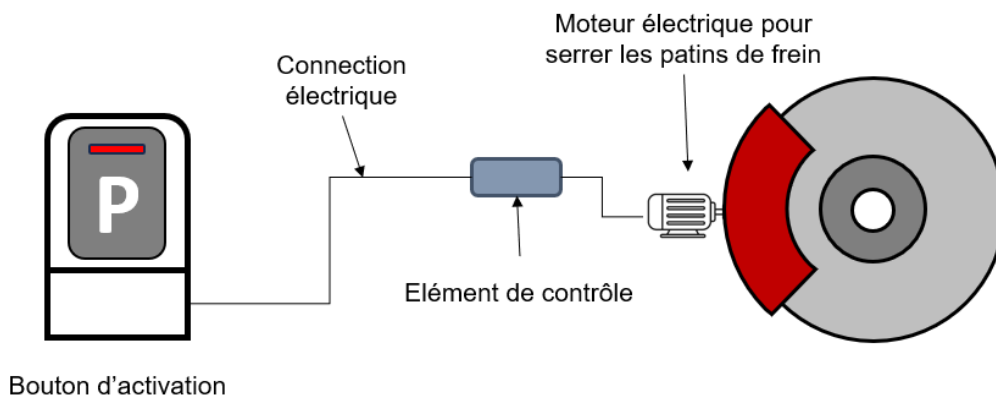 Moteur électrique pour
serrer les patins de frein
Connection
électrique
P
Elément de contrôle
Bouton d'activation